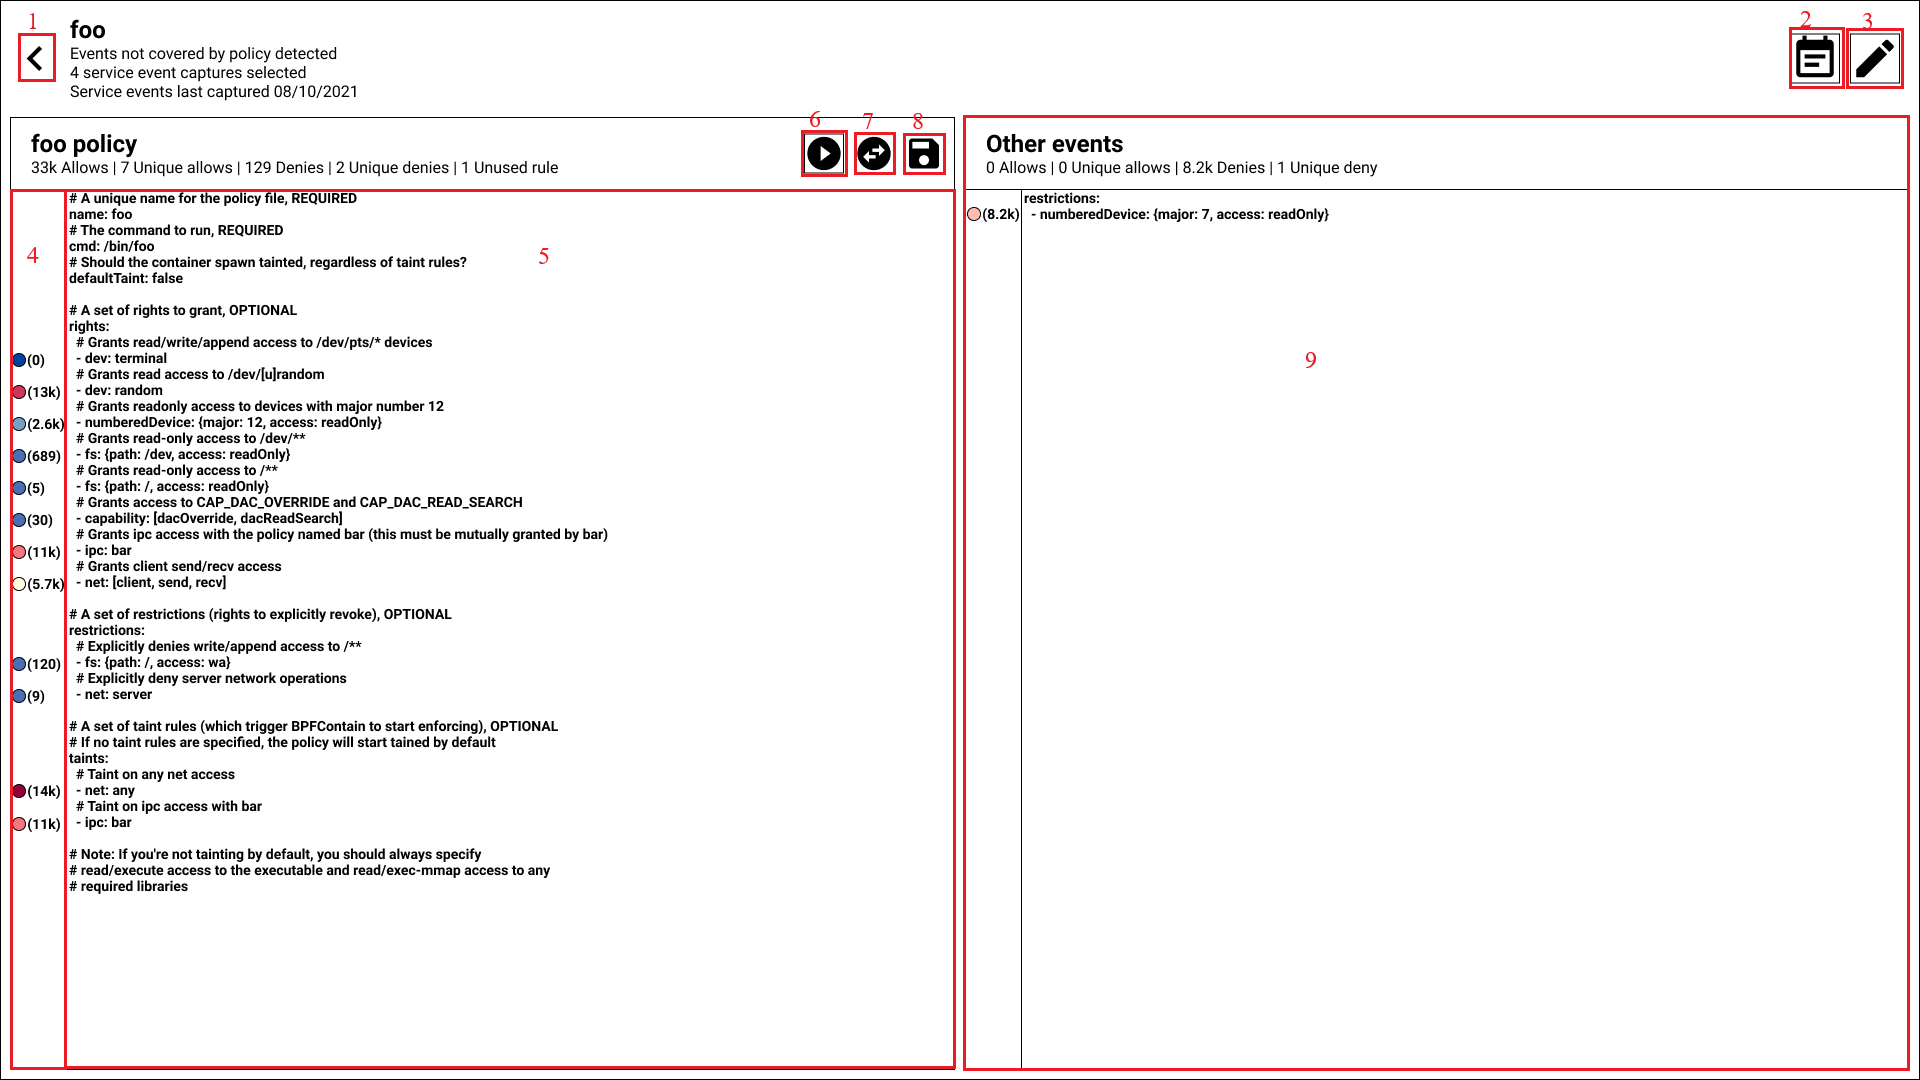 1
foo
Events not covered by policy detected
4 service event captures selected
Service events last captured 08/10/2021
2
3
foo policy
33k Allows | 7 Unique allows | 129 Denies | 2 Unique denies | 1 Unused rule
6
7
8
4
5
# A unique name for the policy file, REQUIRED
name: foo
# The command to run, REQUIRED
cmd: /bin/foo
# Should the container spawn tainted, regardless of taint rules?
defaultTaint: false
# A set of rights to grant, OPTIONAL
rights:
# Grants read/write/append access to /dev/pts/* devices
(0) - dev: terminal
# Grants read access to /dev/[u]random
(13k) - dev: random
# Grants readonly access to devices with major number 12
(2.6k) - numberedDevice: {major: 12, access: readOnly}
# Grants read-only access to /dev/**
(689) - fs: {path: /dev, access: readOnly}
# Grants read-only access to /**
(5) - fs: {path: /, access: readOnly}
# Grants access to CAP_DAC_OVERRIDE and CAP_DAC_READ_SEARCH
(30) - capability: [dacOverride, dacReadSearch]
# Grants ipc access with the policy named bar (this must be mutually granted by bar)
(11k) - ipc: bar
# Grants client send/recv access
(5.7k) - net: [client, send, recv]
# A set of restrictions (rights to explicitly revoke), OPTIONAL
restrictions:
# Explicitly denies write/append access to /**
(120) - fs: {path: /, access: wa}
# Explicitly deny server network operations
(9) - net: server
# A set of taint rules (which trigger BPFContain to start enforcing), OPTIONAL
# If no taint rules are specified, the policy will start tained by default
taints:
# Taint on any net access
(14k) - net: any
# Taint on ipc access with bar
(11k) - ipc: bar
# Note: If you're not tainting by default, you should always specify
# read/execute access to the executable and read/exec-mmap access to any
# required libraries
Other events
0 Allows | 0 Unique allows | 8.2k Denies | 1 Unique deny
restrictions:
(8.2k) - numberedDevice: {major: 7, access: readOnly}
9